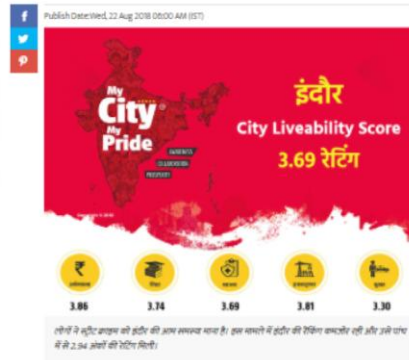 Publish Date:Wed, 22 Aug 2018 06:00 AM (IST)
My
City
My
Pride
इंदौर
City Liveability Score
3.69 रेटिंग
3.86 3.74 3.69 3.81 3.30
लोगों ने स्ट्रीट क्राइम को इंदौर की आम समस्या माना है। इस मामले में इंदौर की रैंकिंग कमजोर रही और उसे पांच
में से 2.94 अंकों की रेटिंग मिली।